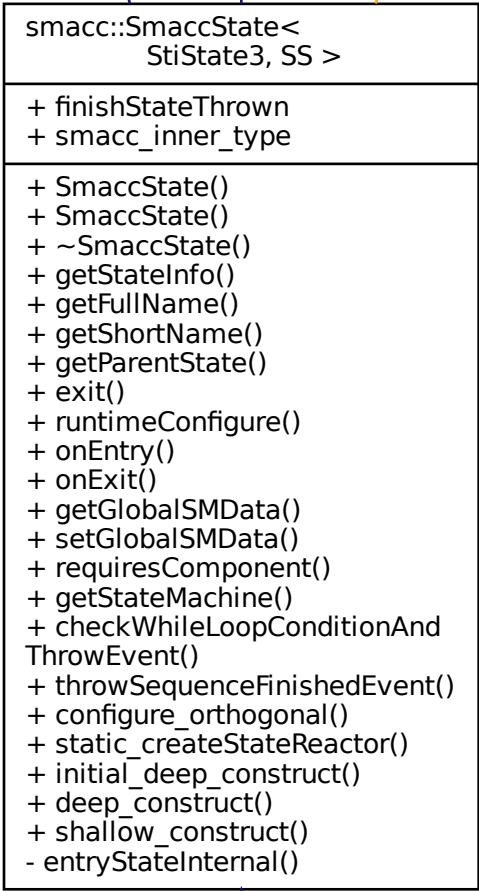 smacc::SmaccState<
StiState3, SS >
+ finishStateThrown
+ smacc_inner_type
+ SmaccState()
+ SmaccState()
+ ~SmaccState()
+ getStateInfo()
+ getFullName()
+ getShortName()
+ getParentState()
+ exit()
+ runtimeConfigure()
+ onEntry()
+ onExit()
+ getGlobalSMData()
+ setGlobalSMData()
+ requiresComponent()
+ getStateMachine()
+ checkWhileLoopConditionAnd
ThrowEvent()
+ throwSequenceFinishedEvent()
+ configure_orthogonal()
+ static_createStateReactor()
+ initial_deep_construct()
+ deep_construct()
+ shallow_construct()
- entryStateInternal()